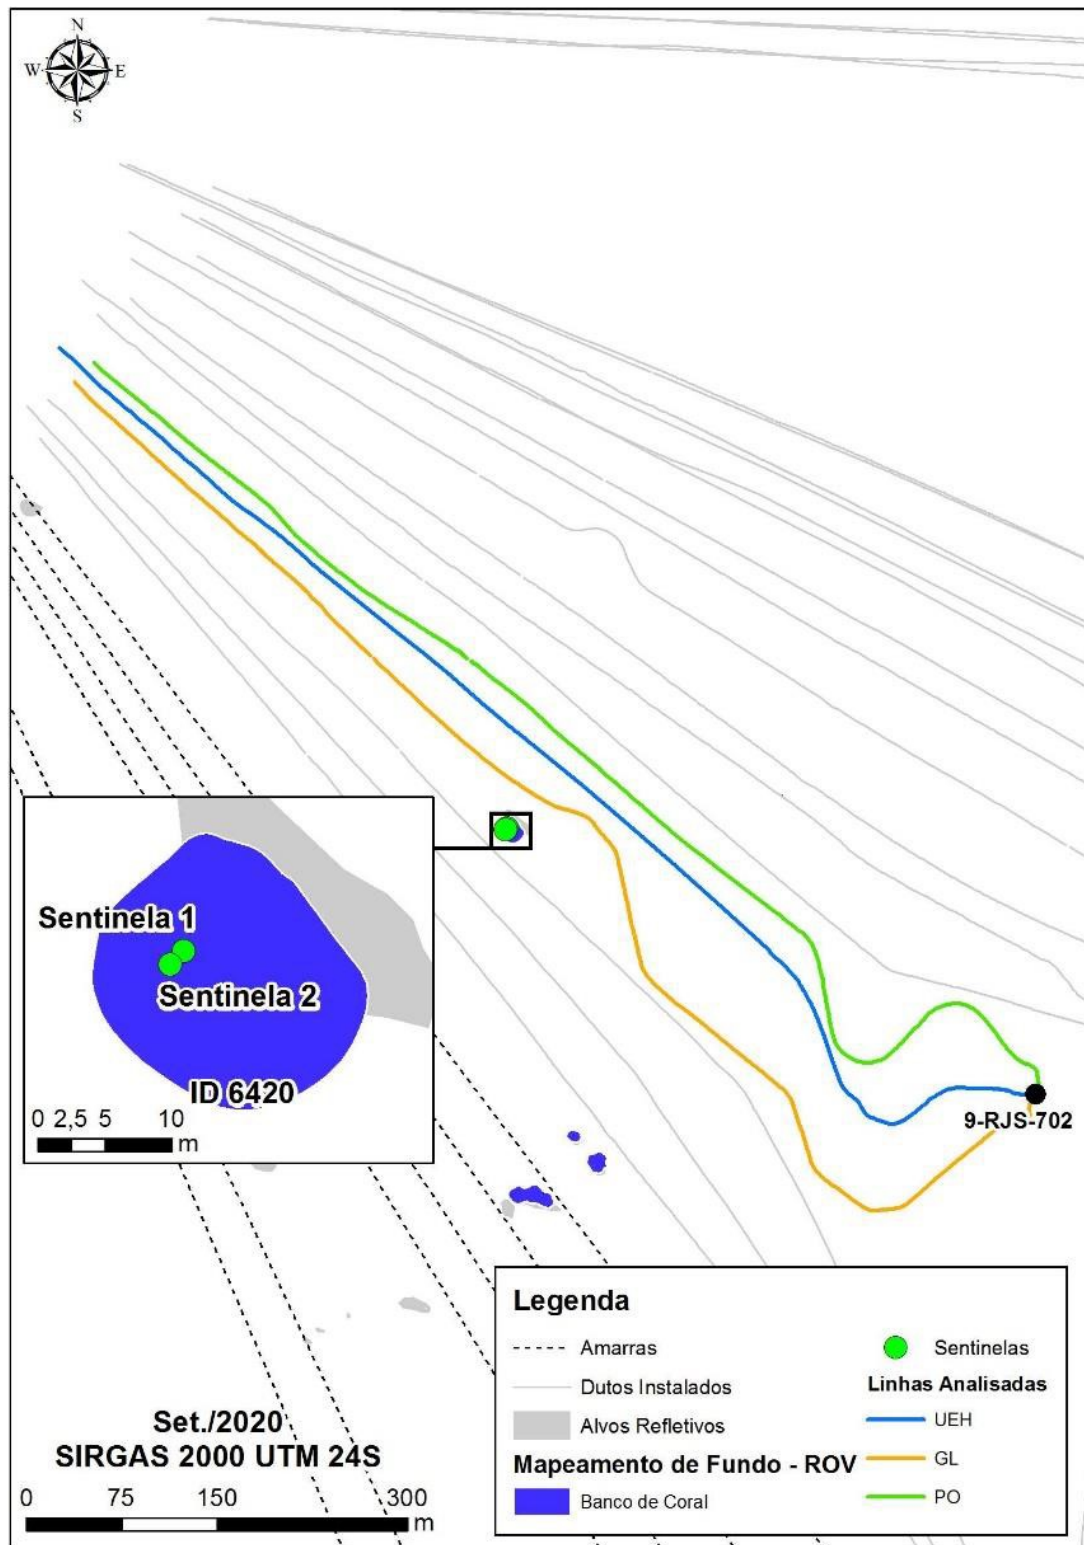 N
W E
S
Sentinela 1
Sentinela 2
ID 6420
0 2,5 5 10
m
9-RJS-702
Legenda
Amarras
Dutos Instalados
Alvos Refletivos
Mapeamento de Fundo - ROV
Banco de Coral
Sentinelas
Linhas Analisadas
UEH
GL
PO
Set./2020
SIRGAS 2000 UTM 24S
0 75 150 300
m